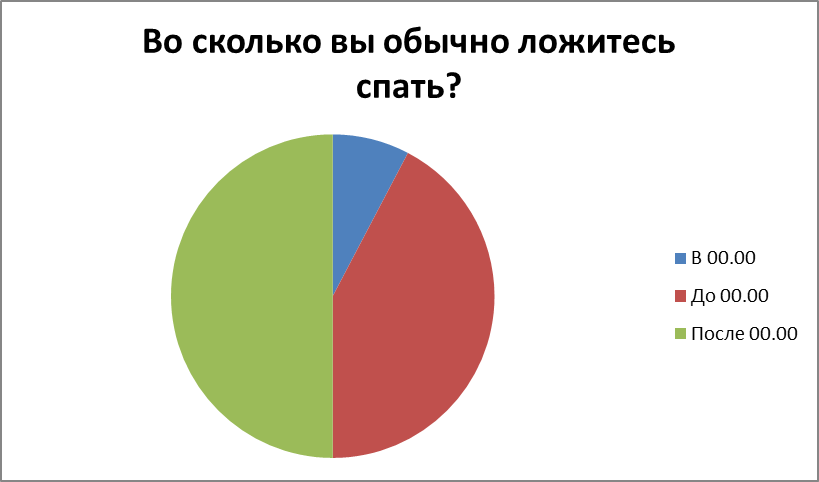 Во сколько вы обычно ложитесь
спать?
В 00.00
До 00.00
После 00.00